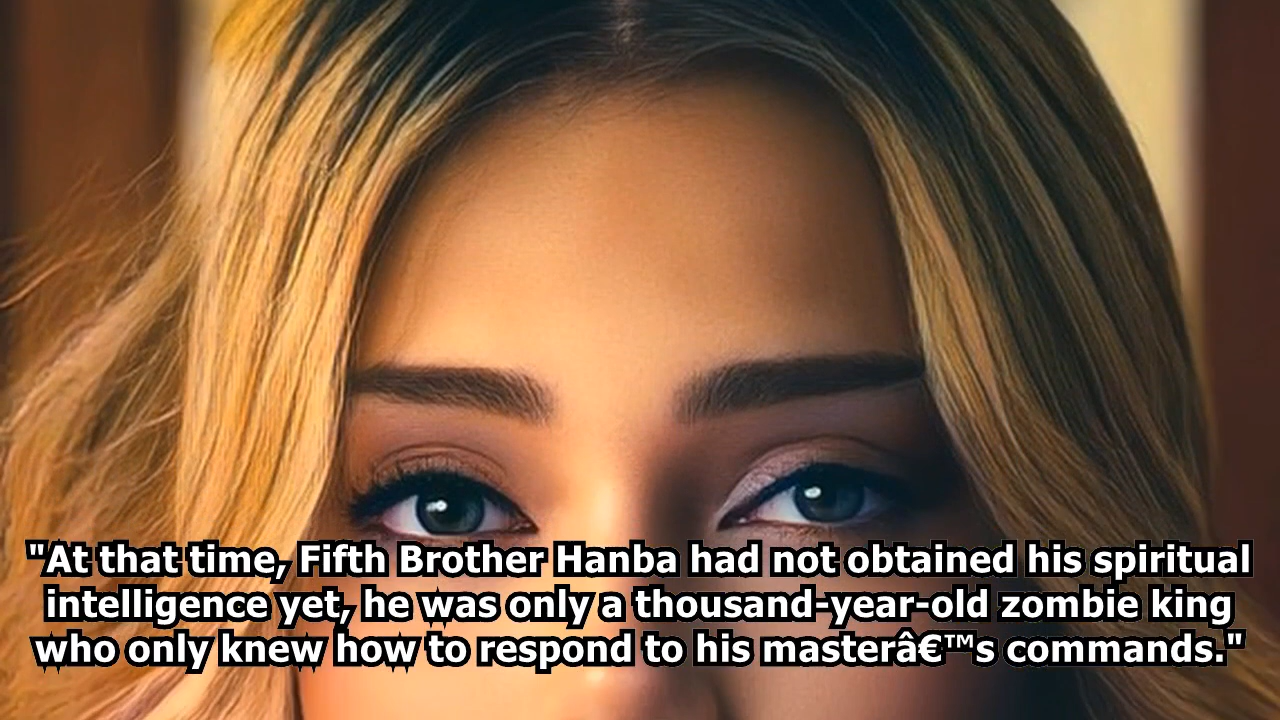 "At that time, Fifth Brother Hanba had not obtained his spiritual
intelligence yet, he was only a thousand-year-old zombie king
who only knew how to respond to his masterâ€™s commands."